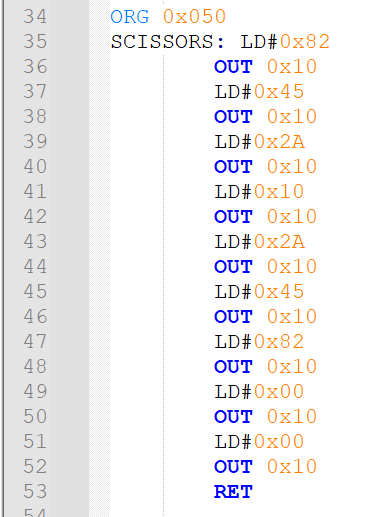 34 ORG 0x050
35 SCISSORS: LD#0x82
36 OUT 0x10
37 LD#0x45
38 OUT 0x10
39 LD#0x2A
40 OUT 0x10
41 LD#0x10
42 OUT 0x10
43 LD#0x2A
44 OUT 0x10
45 LD#0x45
46 OUT 0x10
47 LD#0x82
48 OUT 0x10
49 LD#0x00
50 OUT 0x10
51 LD#0x00
52 OUT 0x10
53 RET
54